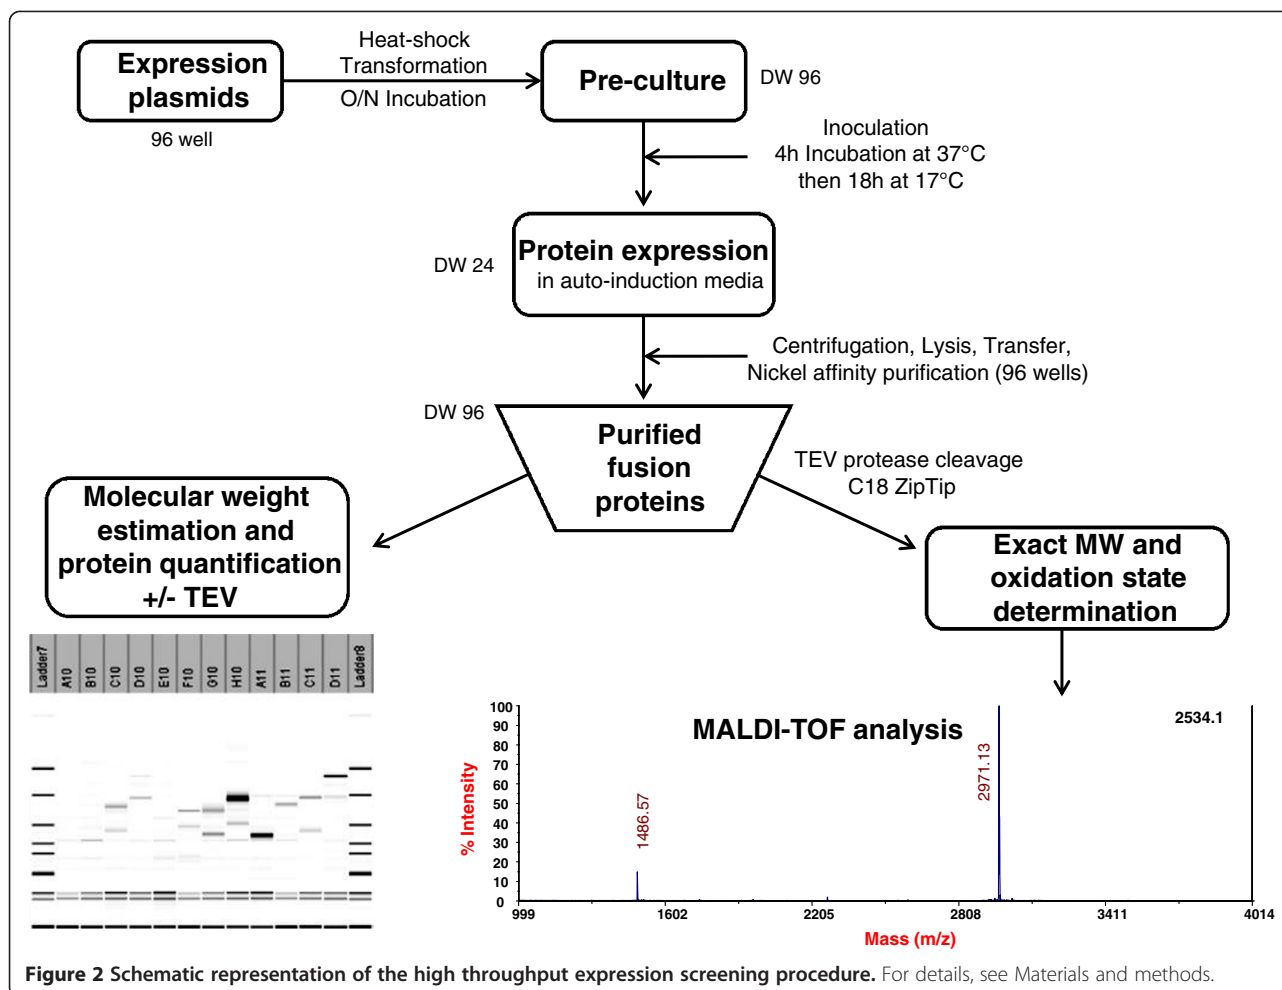 Expression
plasmids
96 well
Heat-shock
Transformation
O/N Incubation
Pre-culture
DW 96
Inoculation
4h Incubation at 37°C
then 18h at 17°C
DW 24
Protein expression
in auto-induction media
Centrifugation, Lysis, Transfer,
Nickel affinity purification (96 wells)
DW 96
Purified
fusion
proteins
TEV protease cleavage
C18 ZipTip
Molecular weight
estimation and
protein quantification
+/- TEV
Exact MW and
oxidation state
determination
Ladder7
A10
B10
C10
D10
E10
F10
G10
H10
A11
B11
C11
D11
Ladder8
MALDI-TOF analysis
2534.1
% Intensity
100
90
80
70
60
50
40
30
20
10
0
1486.57
2971.13
999
1602
2205
2808
3411
4014
Mass (m/z)
Figure 2 Schematic representation of the high throughput expression screening procedure. For details, see Materials and methods.